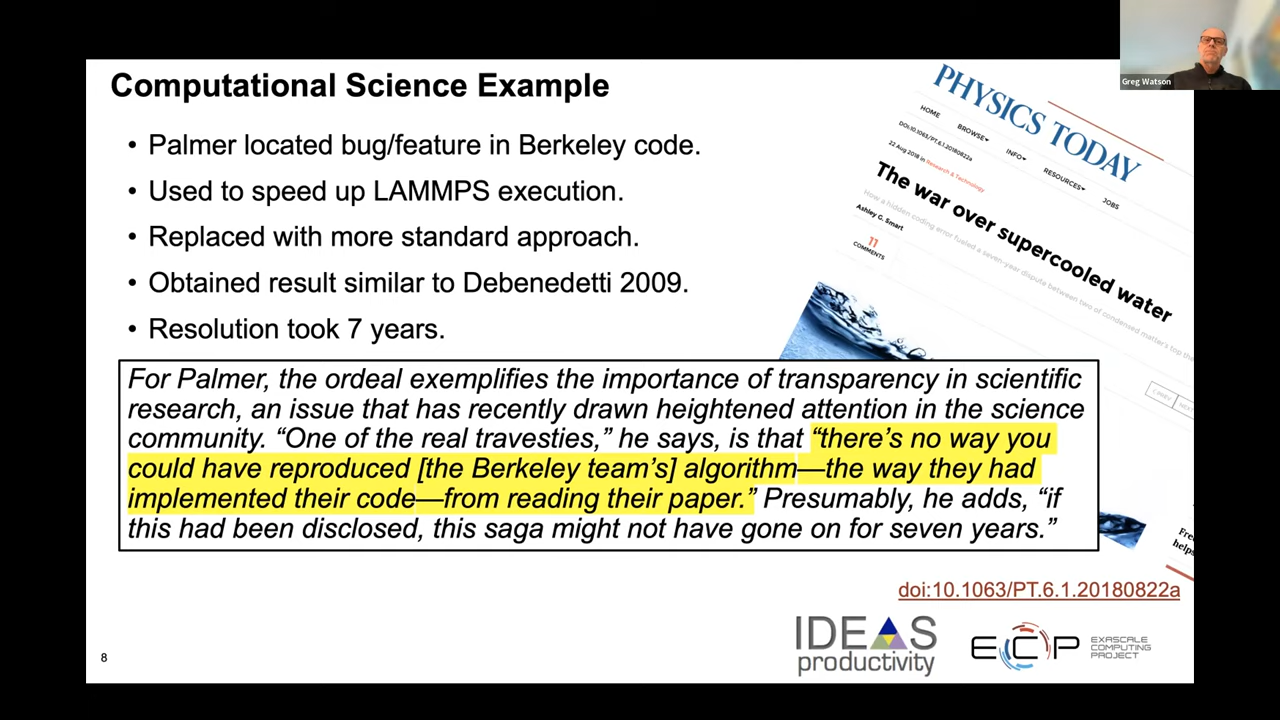 Greg Watson
Computational Science Example
• Palmer located bug/feature in Berkeley code.
• Used to speed up LAMMPS execution.
• Replaced with more standard approach.
• Obtained result similar to Debenedetti 2009.
• Resolution took 7 years.
PHYSICS TODAY
HOME BROWSE INFO RESOURCES JOBS
DOI:10.1063/PT.6.1.20180822a
22 Aug 2018 in Research & Technology
The war over supercooled water
How a hidden coding error fueled a seven-year dispute between two of condensed matter's top the
Ashley G. Smart
11
COMMENTS
For Palmer, the ordeal exemplifies the importance of transparency in scientific
research, an issue that has recently drawn heightened attention in the science
community. “One of the real travesties,” he says, is that “there’s no way you
could have reproduced [the Berkeley team’s] algorithm—the way they had
implemented their code—from reading their paper.” Presumably, he adds, “if
this had been disclosed, this saga might not have gone on for seven years.”
helps
doi:10.1063/PT.6.1.20180822a
8
IDEAS
productivity
ECP
EXASCALE
COMPUTING
PROJECT